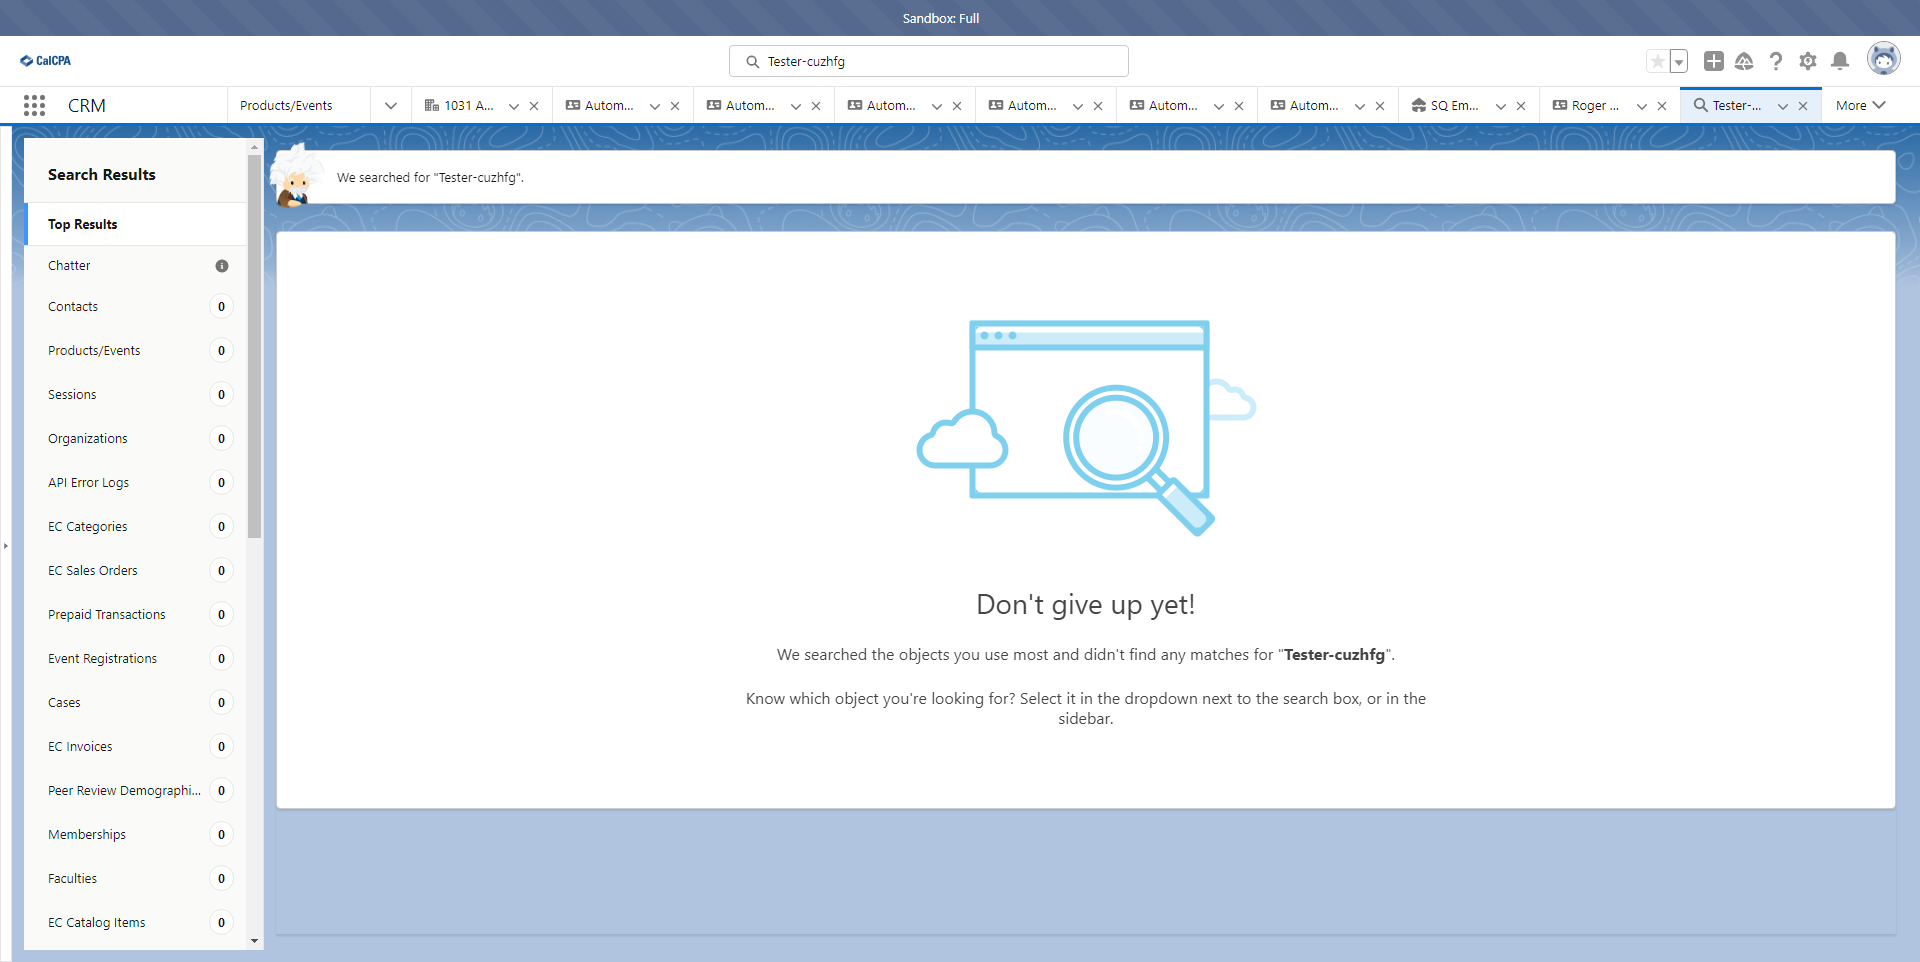 Sandbox: Full
CalCPA
Tester-cuzhfg
CRM
Products/Events
1031 A...
Autom...
Autom...
Autom...
Autom...
Autom...
Autom...
SQ Em...
Roger ...
Tester-...
More
Search Results
We searched for "Tester-cuzhfg".
Top Results
Chatter
Contacts 0
Products/Events 0
Sessions 0
Organizations 0
API Error Logs 0
EC Categories 0
EC Sales Orders 0
Prepaid Transactions 0
Event Registrations 0
Cases 0
EC Invoices 0
Peer Review Demographi... 0
Memberships 0
Faculties 0
EC Catalog Items 0
Don't give up yet!
We searched the objects you use most and didn't find any matches for "Tester-cuzhfg".
Know which object you're looking for? Select it in the dropdown next to the search box, or in the
sidebar.